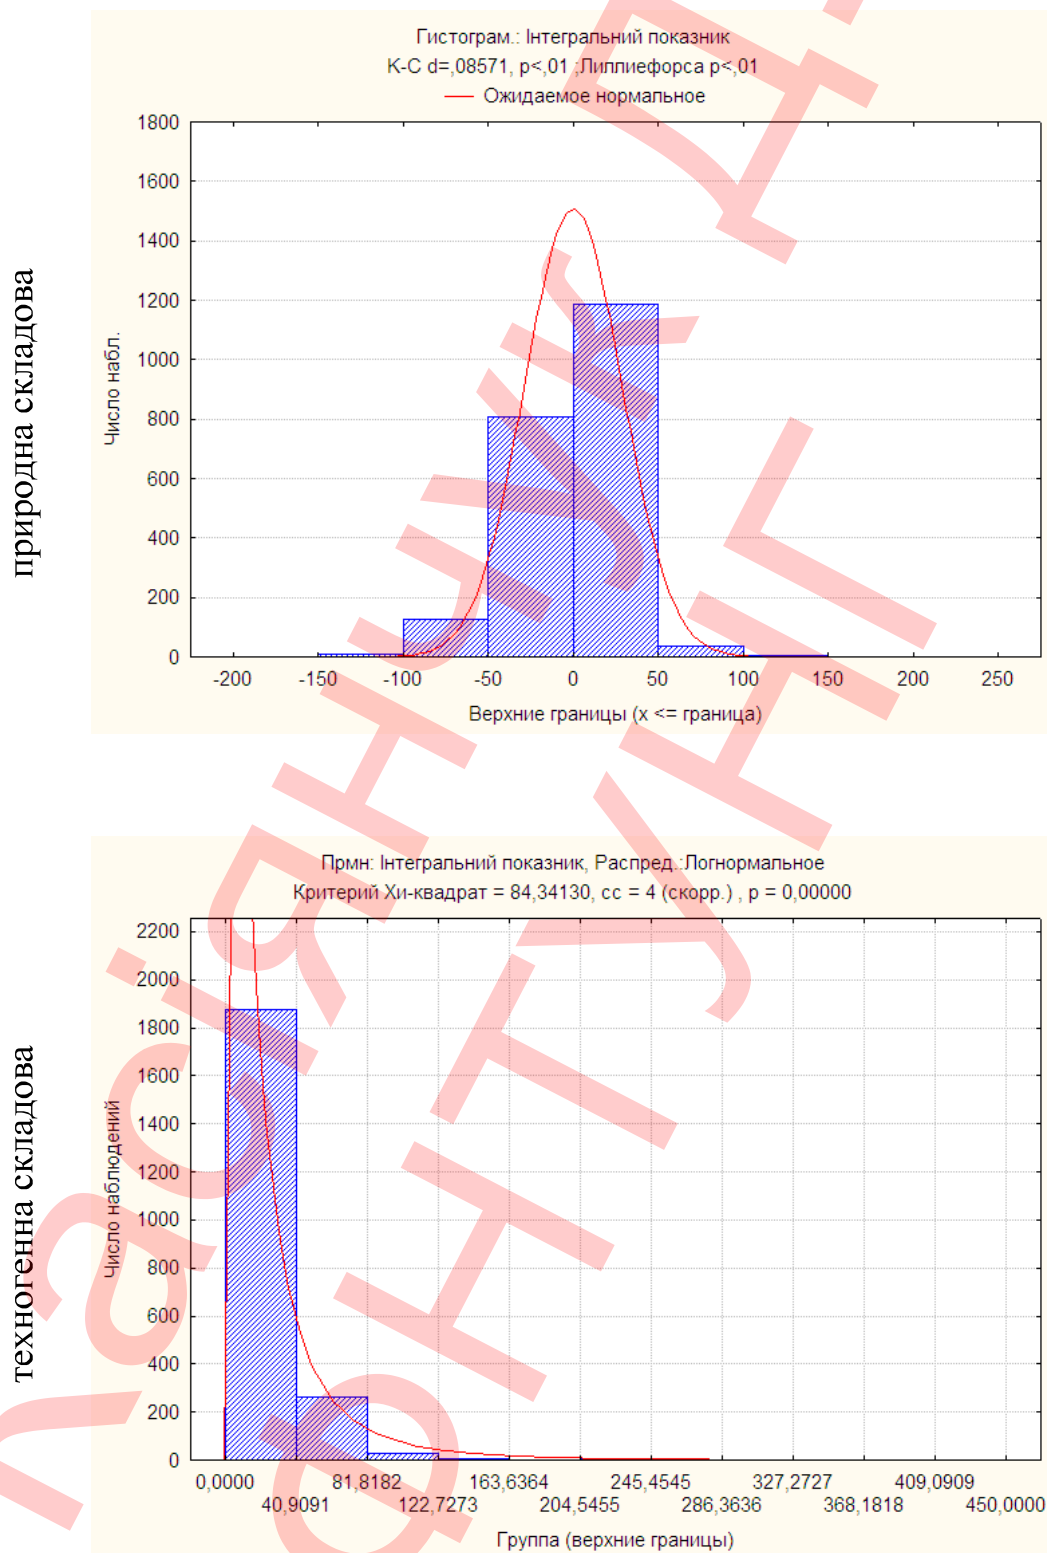 природна складова
Гистограм.: Інтегральний показник
К-С d=,08571, p<,01 ;Липлиефорса p<,01
Ожидаемое нормальное
Число набл.
1800
1600
1400
1200
1000
800
600
400
200
0
-200 -150 -100 -50 0 50 100 150 200 250
Верхние границы (x <= граница)
техногенна складова
Прмн: Інтегральний показник, Распред.:Логнормальное
Критерий Хи-квадрат = 84,34130, сс = 4 (скорр.) , p = 0,00000
Число наблюдений
2200
2000
1800
1600
1400
1200
1000
800
600
400
200
0
0,0000 81,8182 163,6364 245,4545 327,2727 409,0909
40,9091 122,7273 204,5455 286,3636 368,1818 450,0000
Группа (верхние границы)